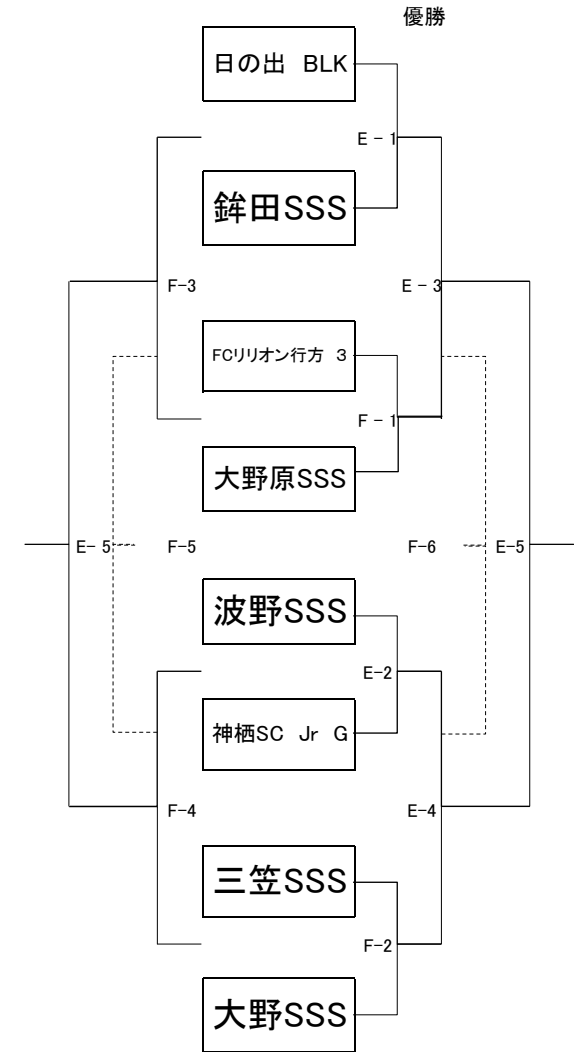 優勝
日の出　BLK
E - 1
鉾田SSS
F-3
E - 3
FCリリオン行方　3
F - 1
大野原SSS
E- 5
F-5
F-6
E-5
波野SSS
E-2
神栖SC　Jr　G
F-4
E-4
三笠SSS
F-2
大野SSS